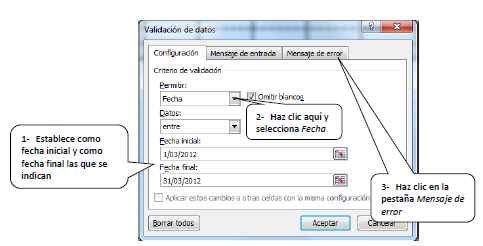 Validación de datos
Configuración
Mensaje de entrada
Mensaje de error
Criterio de validación
Permitir:
Fecha
Omitir blancos
Datos:
entre
Fecha inicial:
1/03/2012
Fecha final:
31/03/2012
Aplicar estos cambios a otras celdas con la misma configuración
Borrar todos
Aceptar
Cancelar
1- Establece como
fecha inicial y como
fecha final las que se
indican
2- Haz clic aquí y
selecciona Fecha
3- Haz clic en la
pestaña Mensaje de
error